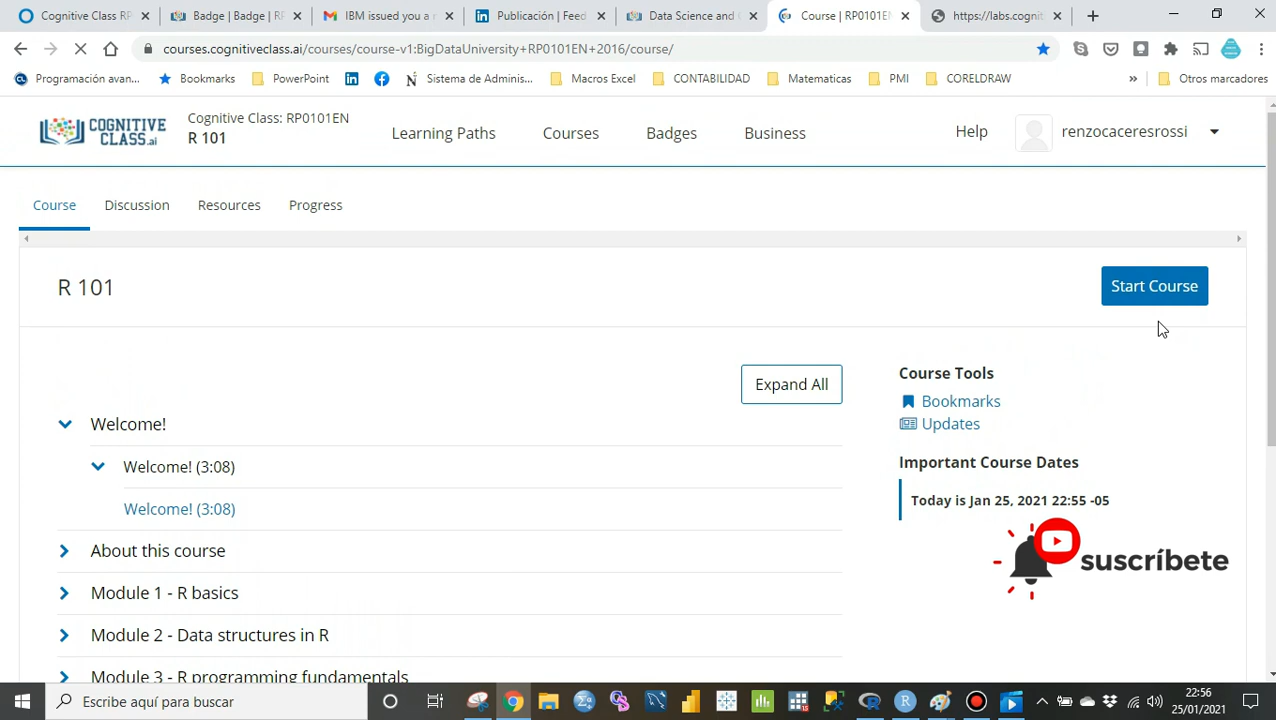 Cognitive Class RP
Badge | Badge | R
IBM issued you a n
Publicación | Feed
Data Science and C
Course | RP0101EN
https://labs.cognit
courses.cognitiveclass.ai/courses/course-v1:BigDataUniversity+RP0101EN+2016/course/
Programación avan...
Bookmarks
PowerPoint
Sistema de Adminis...
Macros Excel
CONTABILIDAD
Matematicas
PMI
CORELDRAW
»
Otros marcadores
COGNITIVE
CLASS.ai
Cognitive Class: RP0101EN
R 101
Learning Paths
Courses
Badges
Business
Help
renzocaceresrossi
Course
Discussion
Resources
Progress
R 101
Start Course
Expand All
Course Tools
Bookmarks
Updates
Important Course Dates
Today is Jan 25, 2021 22:55 -05
Welcome!
Welcome! (3:08)
Welcome! (3:08)
About this course
Module 1 - R basics
Module 2 - Data structures in R
Module 3 - R programming fundamentals
suscríbete
Escribe aquí para buscar
22:56
25/01/2021